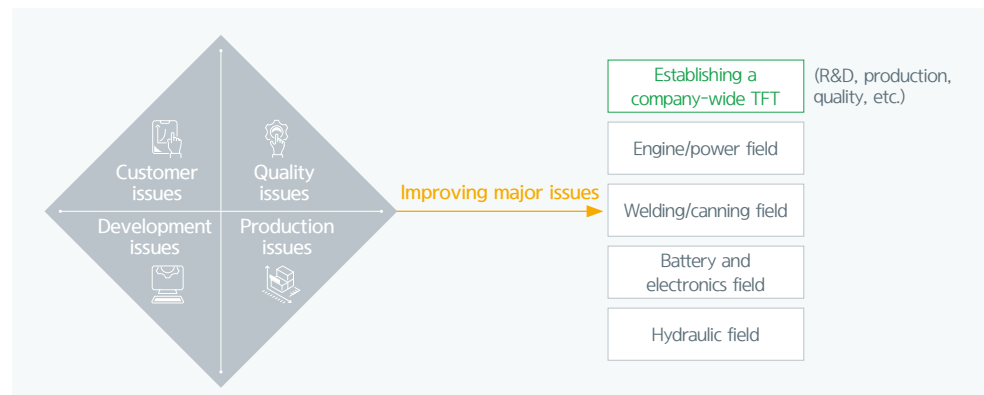 Customer
issues
Quality
issues
Development
issues
Production
issues
Improving major issues
Establishing a
company-wide TFT
(R&D, production,
quality, etc.)
Engine/power field
Welding/canning field
Battery and
electronics field
Hydraulic field